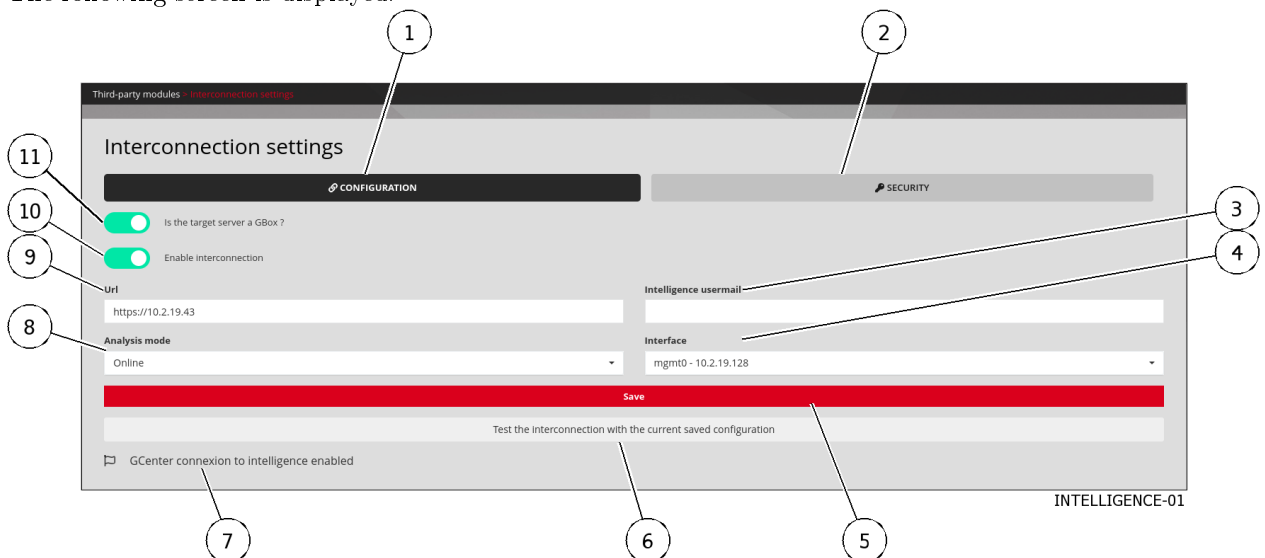 The following screen is displayed.
1
2
Third-party modules > Interconnection settings
Interconnection settings
11
CONFIGURATION
SECURITY
10
Is the target server a GBox ?
3
9
Enable interconnection
4
Url
Intelligence usermail
https://10.2.19.43
8
Analysis mode
Interface
Online
mgmt0 - 10.2.19.128
Save
Test the interconnection with the current saved configuration
GCenter connexion to intelligence enabled
INTELLIGENCE-01
7
6
5